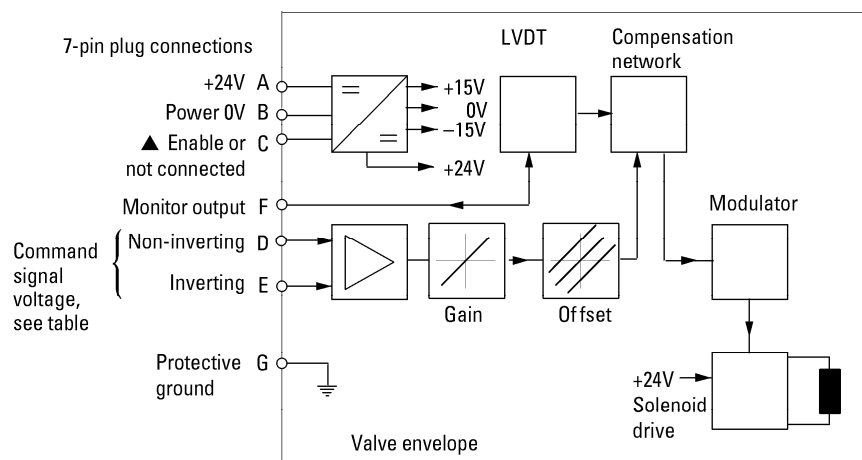 7-pin plug connections
LVDT
Compensation
network
+24V A
Power 0V B
▲ Enable or C
not connected
+15V
0V
–15V
+24V
Monitor output F
Modulator
Command
signal
voltage,
see table
Non-inverting D
Inverting E
Gain
Offset
Protective G
ground
+24V
Solenoid
drive
Valve envelope